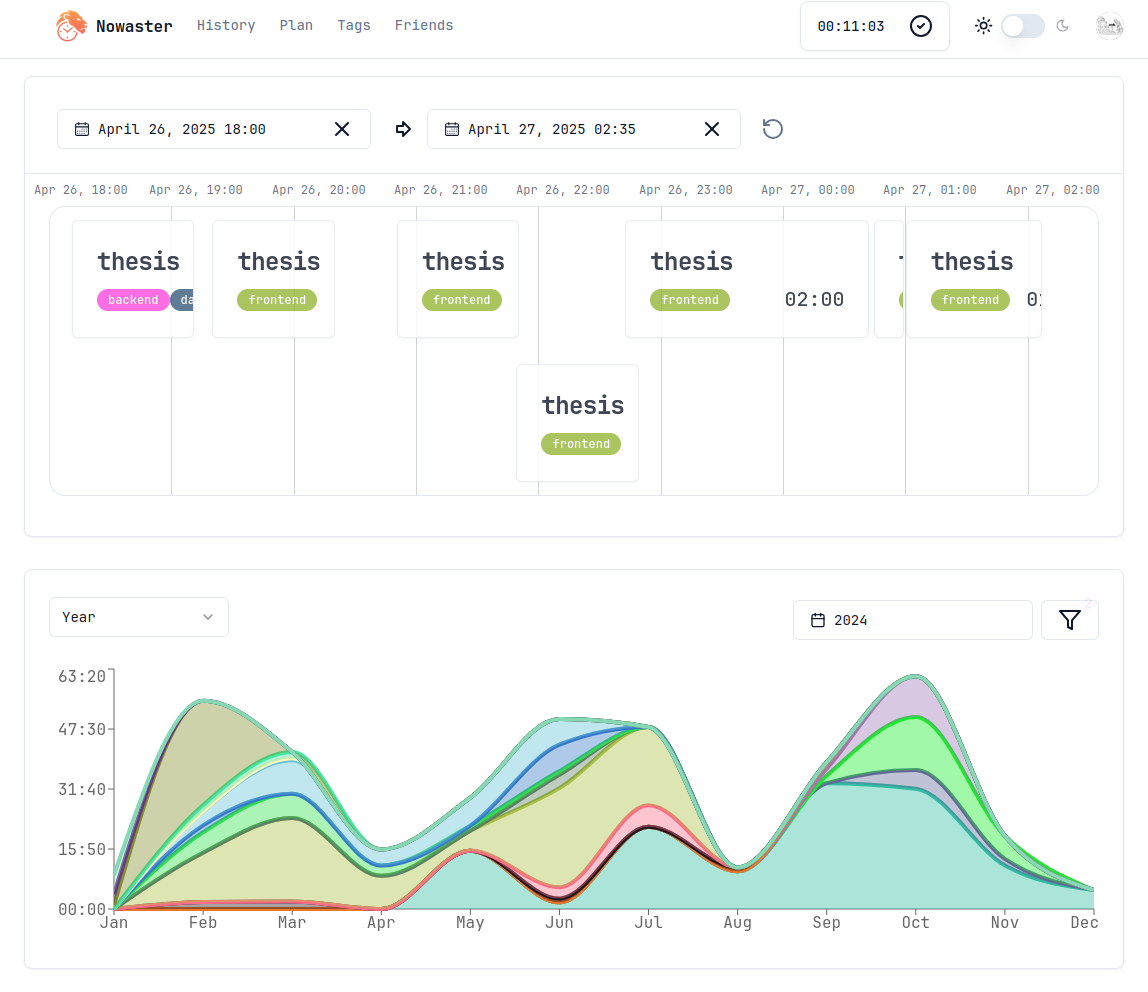 Nowaster History Plan Tags Friends 00:11:03
April 26, 2025 18:00 April 27, 2025 02:35
Apr 26, 18:00 Apr 26, 19:00 Apr 26, 20:00 Apr 26, 21:00 Apr 26, 22:00 Apr 26, 23:00 Apr 27, 00:00 Apr 27, 01:00 Apr 27, 02:00
thesis thesis thesis thesis thesis
backend da frontend frontend frontend 02:00 frontend
thesis
frontend
Year 2024 2
63:20
47:30
31:40
15:50
00:00
Jan Feb Mar Apr May Jun Jul Aug Sep Oct Nov Dec